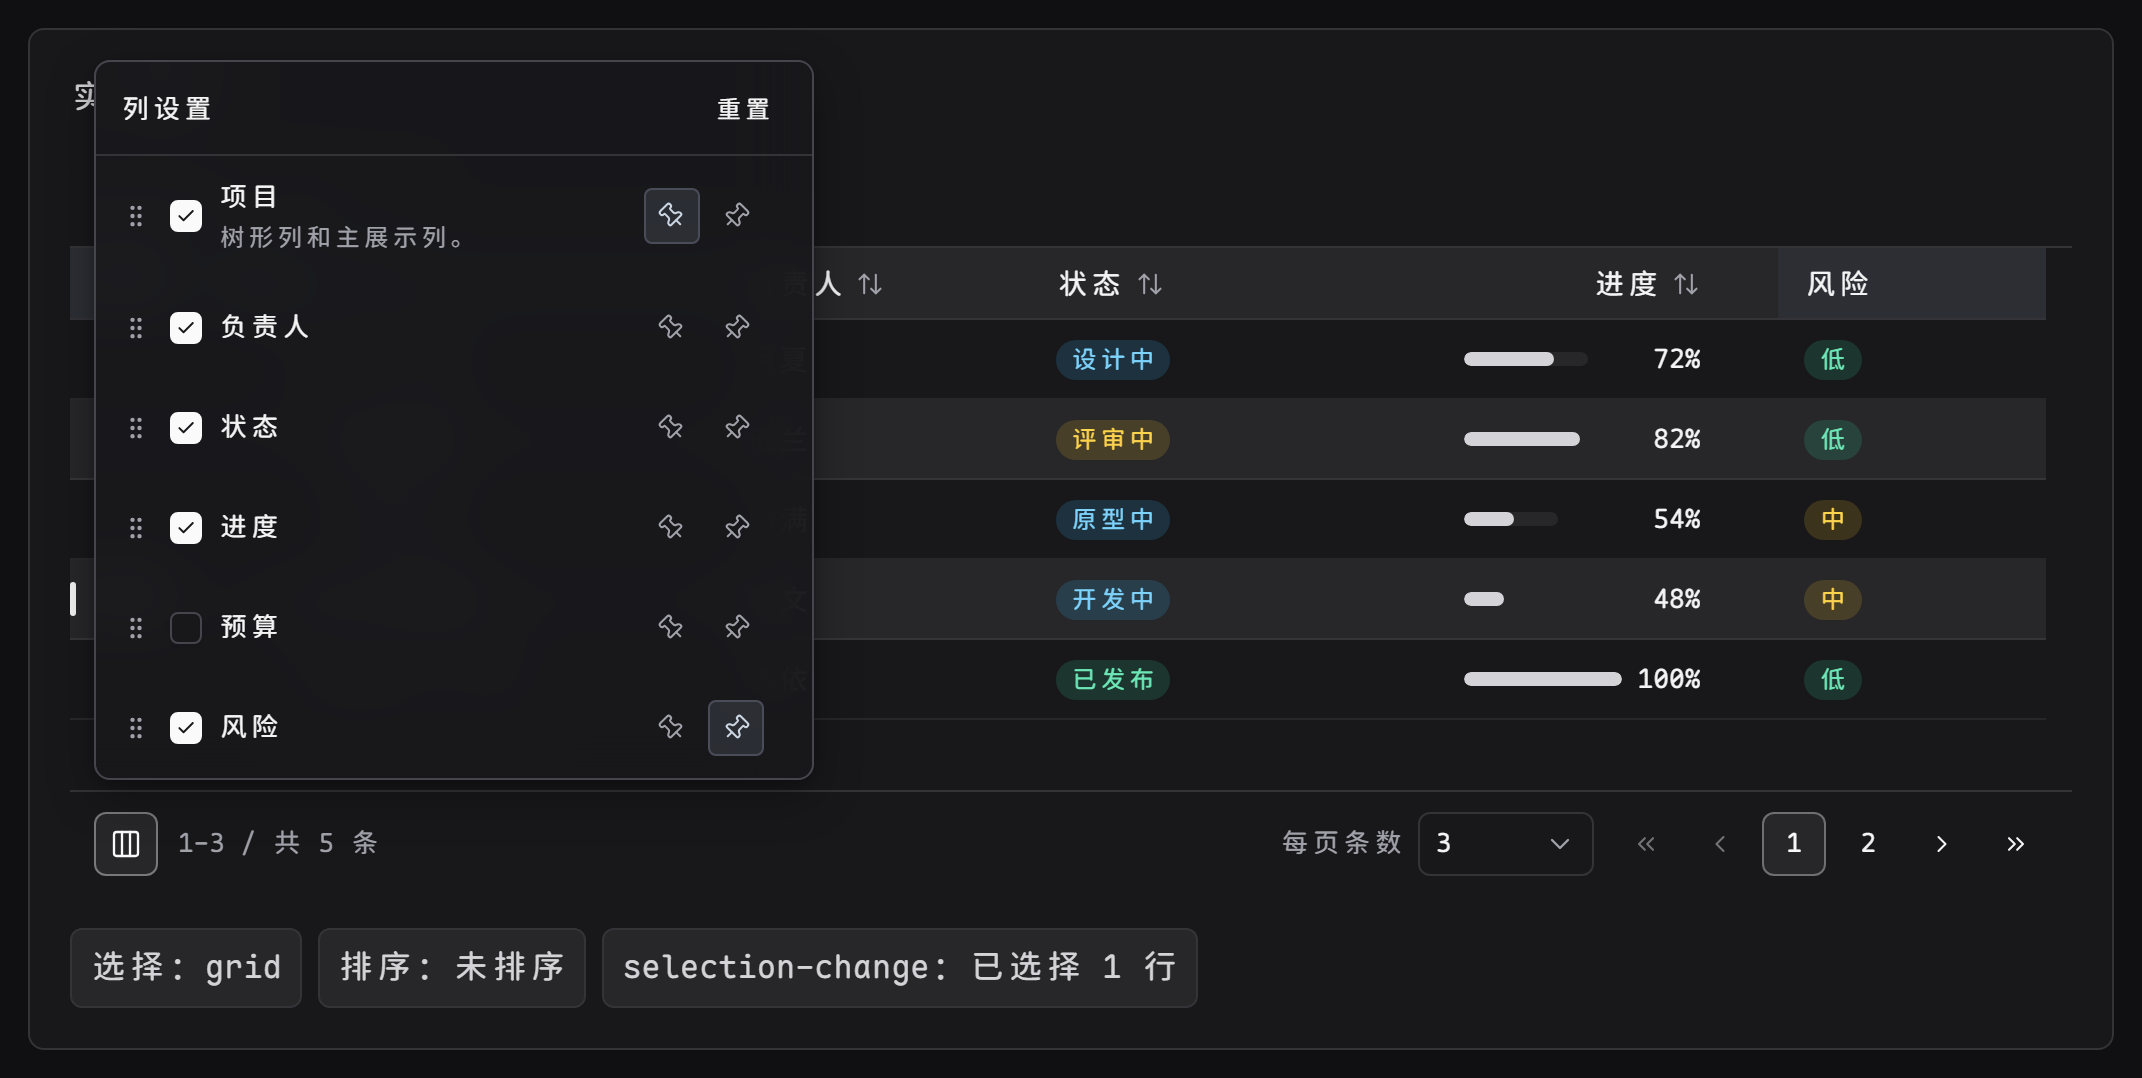 列设置 重置
项目
树形列和主展示列。
负责人
状态
进度
预算
风险
人 状态 进度 风险
设计中 72% 低
评审中 82% 低
原型中 54% 中
开发中 48% 中
已发布 100% 低
1-3 / 共 5 条 每页条数 3 « ‹ 1 2 › »
选择: grid 排序: 未排序 selection-change: 已选择 1 行